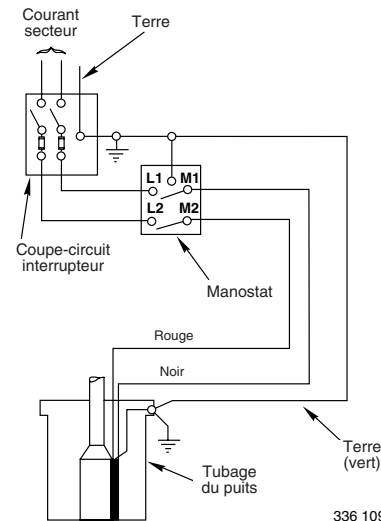 Courant
secteur
Terre
L1 M1
L2 M2
Coupe-circuit
interrupteur
Manostat
Rouge
Noir
Terre
(vert)
Tubage
du puits
336 109